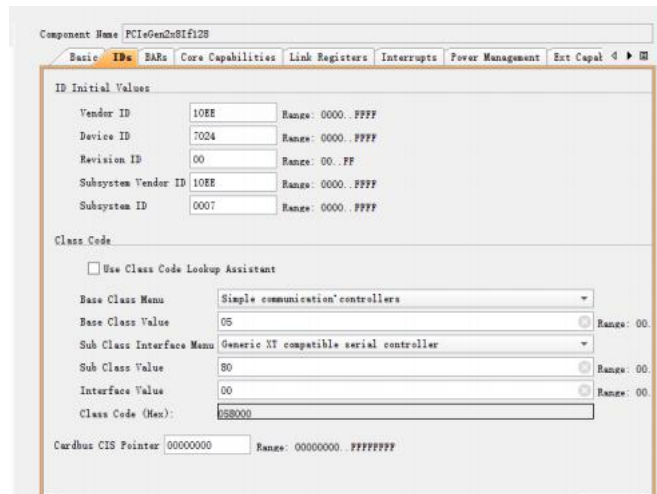 Component Name PCIeGen2x8If128
Basic IDs BARs Core Capabilities Link Registers Interrupts Power Management Ext Capal
ID Initial Values
Vendor ID 10EE Range: 0000..FFFF
Device ID 7024 Range: 0000..FFFF
Revision ID 00 Range: 00..FF
Subsystem Vendor ID 10EE Range: 0000..FFFF
Subsystem ID 0007 Range: 0000..FFFF
Class Code
Use Class Code Lookup Assistant
Base Class Menu Simple communication controllers
Base Class Value 05 Range: 00.
Sub Class Interface Menu Generic XT compatible serial controller
Sub Class Value 80 Range: 00.
Interface Value 00 Range: 00.
Class Code (Hex): 058000
Cardbus CIS Pointer 00000000 Range: 00000000..FFFFFFFF